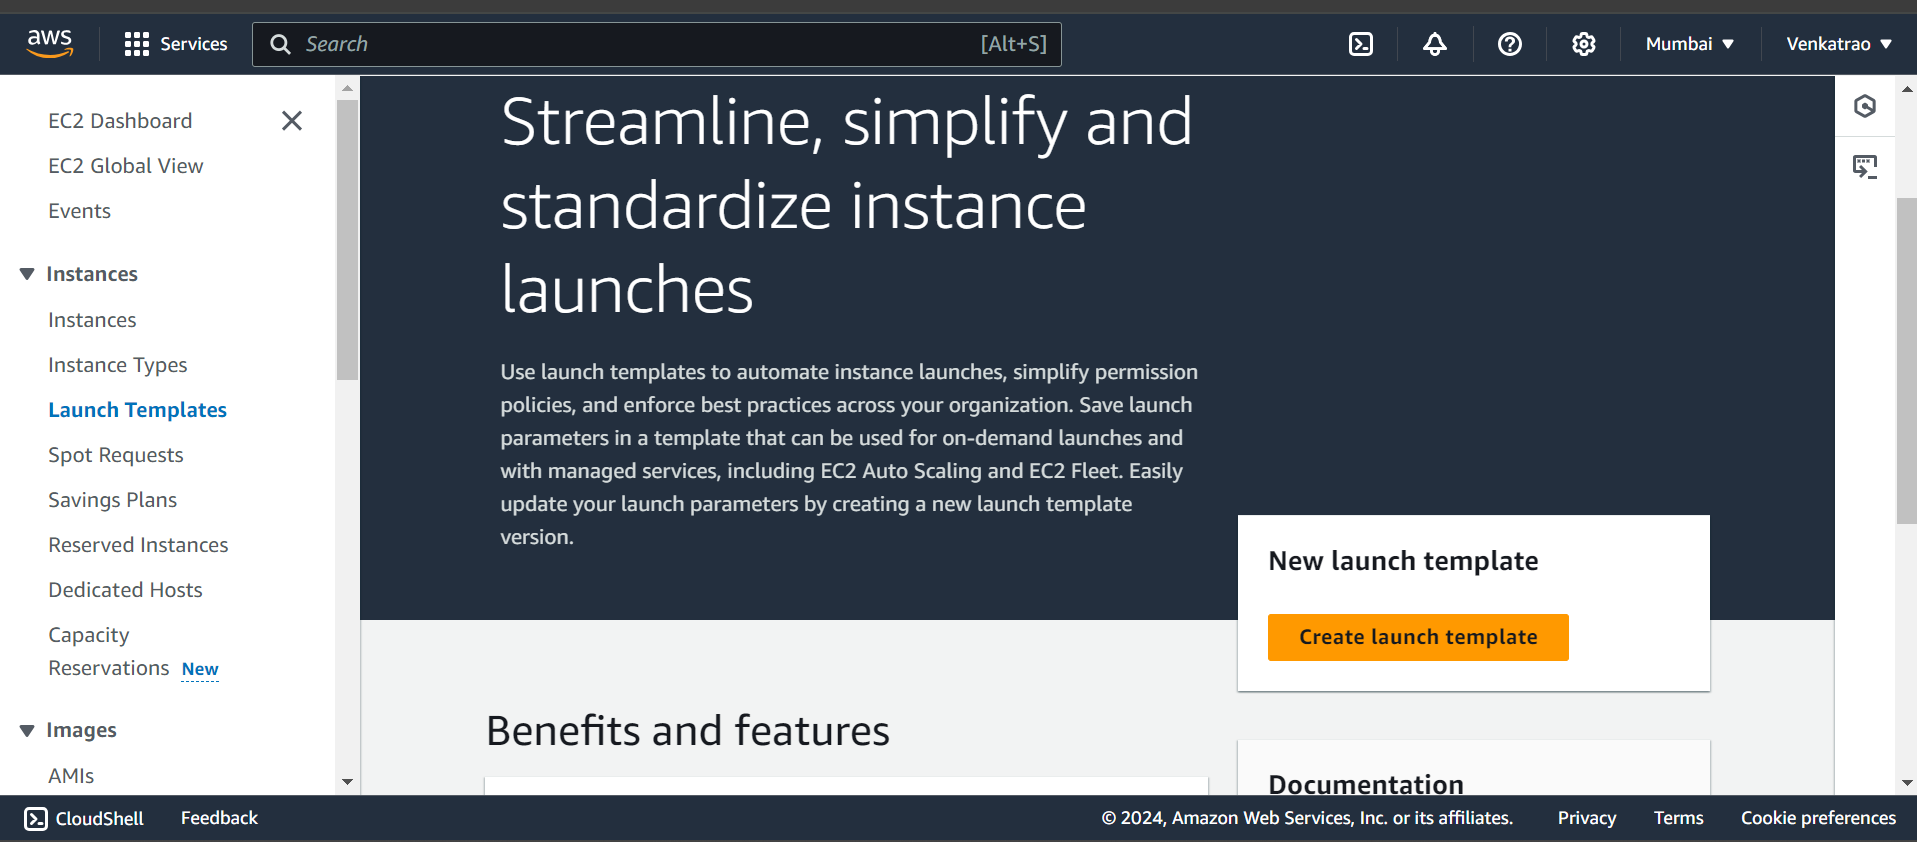 aws
Services
Search
[Alt+S]
Mumbai
Venkatrao
EC2 Dashboard
EC2 Global View
Events
Instances
Instances
Instance Types
Launch Templates
Spot Requests
Savings Plans
Reserved Instances
Dedicated Hosts
Capacity
Reservations New
Images
AMIs
Streamline, simplify and
standardize instance
launches
Use launch templates to automate instance launches, simplify permission
policies, and enforce best practices across your organization. Save launch
parameters in a template that can be used for on-demand launches and
with managed services, including EC2 Auto Scaling and EC2 Fleet. Easily
update your launch parameters by creating a new launch template
version.
New launch template
Create launch template
Benefits and features
Documentation
CloudShell
Feedback
© 2024, Amazon Web Services, Inc. or its affiliates.
Privacy
Terms
Cookie preferences